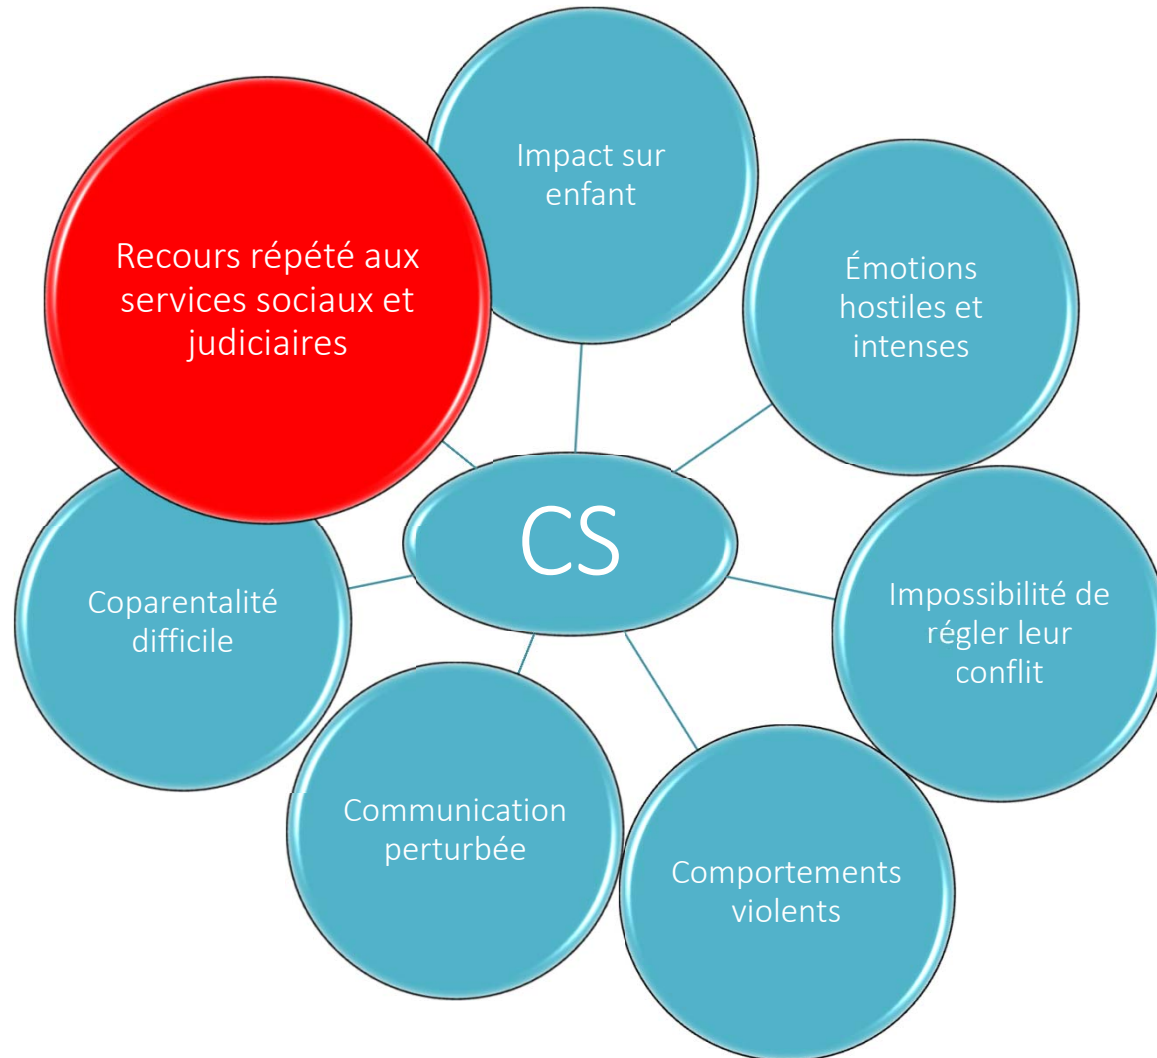 Impact sur
enfant
Émotions
hostiles et
intenses
Impossibilité de
régler leur
conflit
Comportements
violents
Communication
perturbée
Coparentalité
difficile
Recours répété aux
services sociaux et
judiciaires
CS